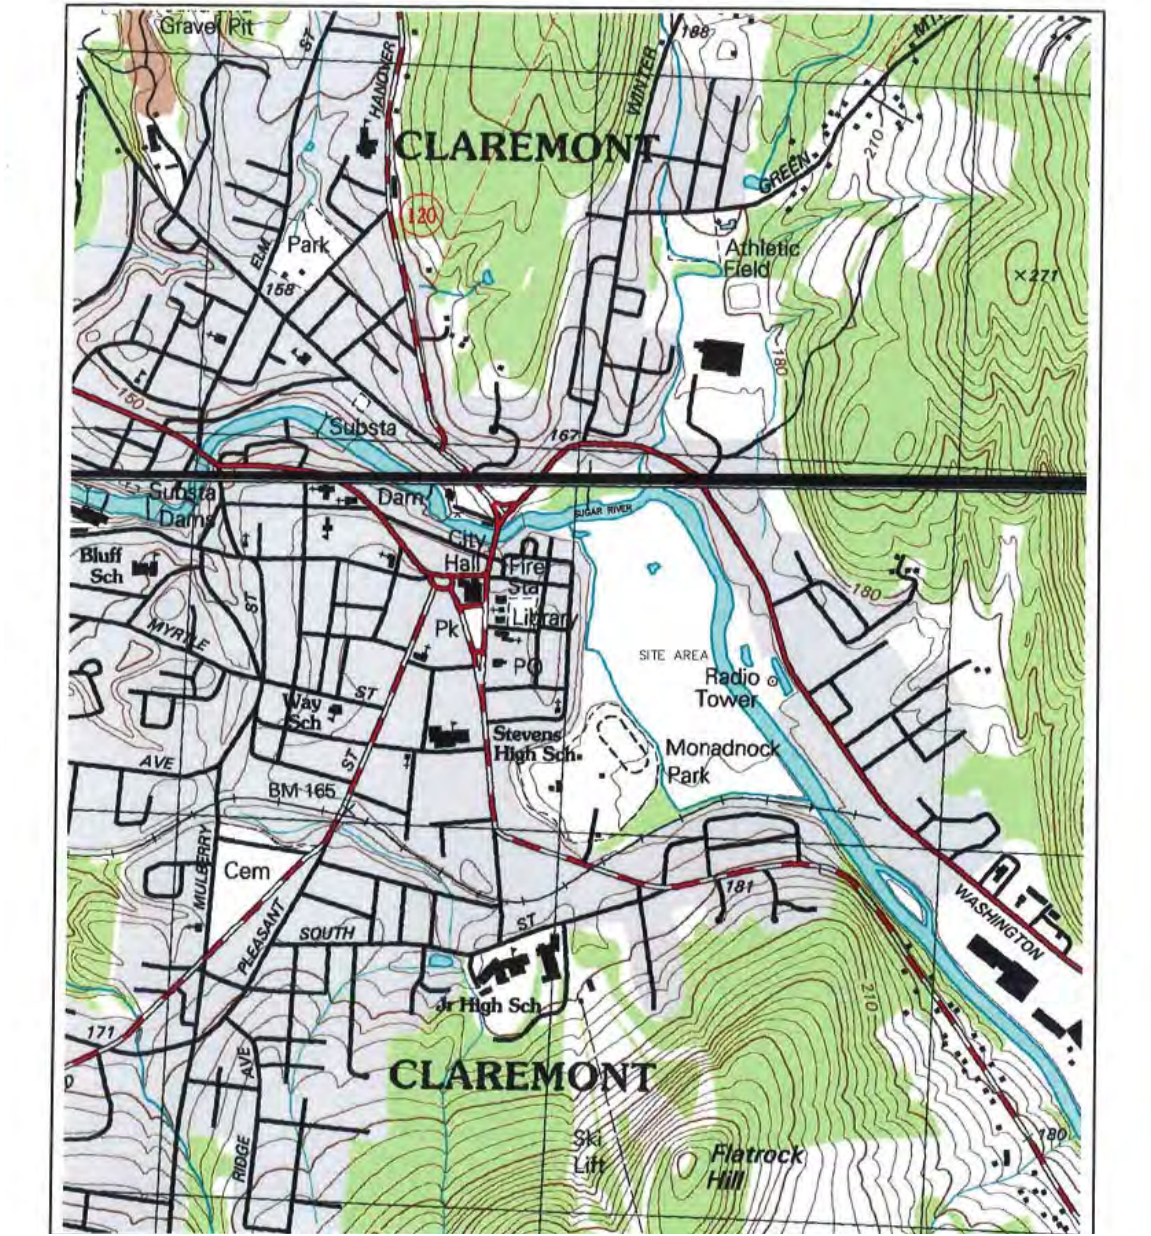 Gravel Pit
ST
HANOVER
WINTER
188
MT.
CLAREMONT
GREEN
210
120
ELM
Park
158
Athletic
Field
×271
180
150
Substa
167
Substa
Dams
Dam
SUGAR RIVER
City
Hall
Fire
Sta
Bluff
Sch
ST
180
Library
Pk
MYRTLE
PO
SITE AREA
Radio
Tower
ST
Way
Sch
Stevens
High Sch
Monadnock
Park
AVE
ST
BM 165
MULBERRY
Cem
181
WASHINGTON
PLEASANT
SOUTH
ST
Jr High Sch
210
171
AVE
CLAREMONT
RIDGE
Ski
Lift
Flatrock
Hill
180